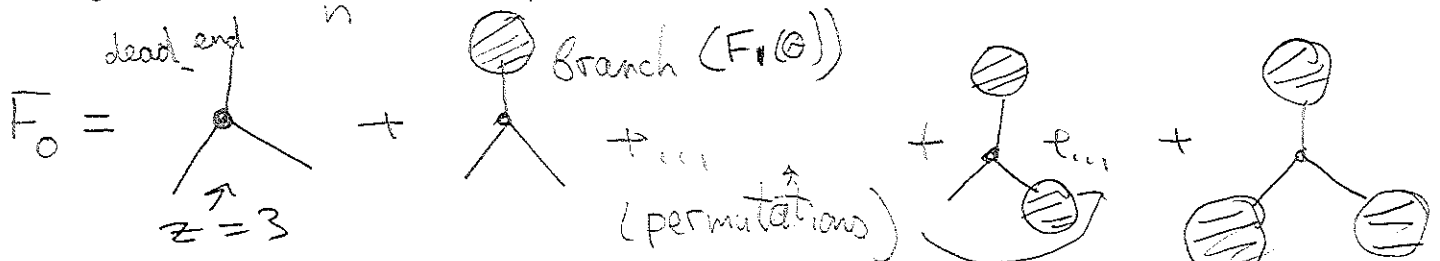 n
dead_end
Branch (F₁(Θ))
F₀ = + + ... + + ... +
(permutations)
z = 3